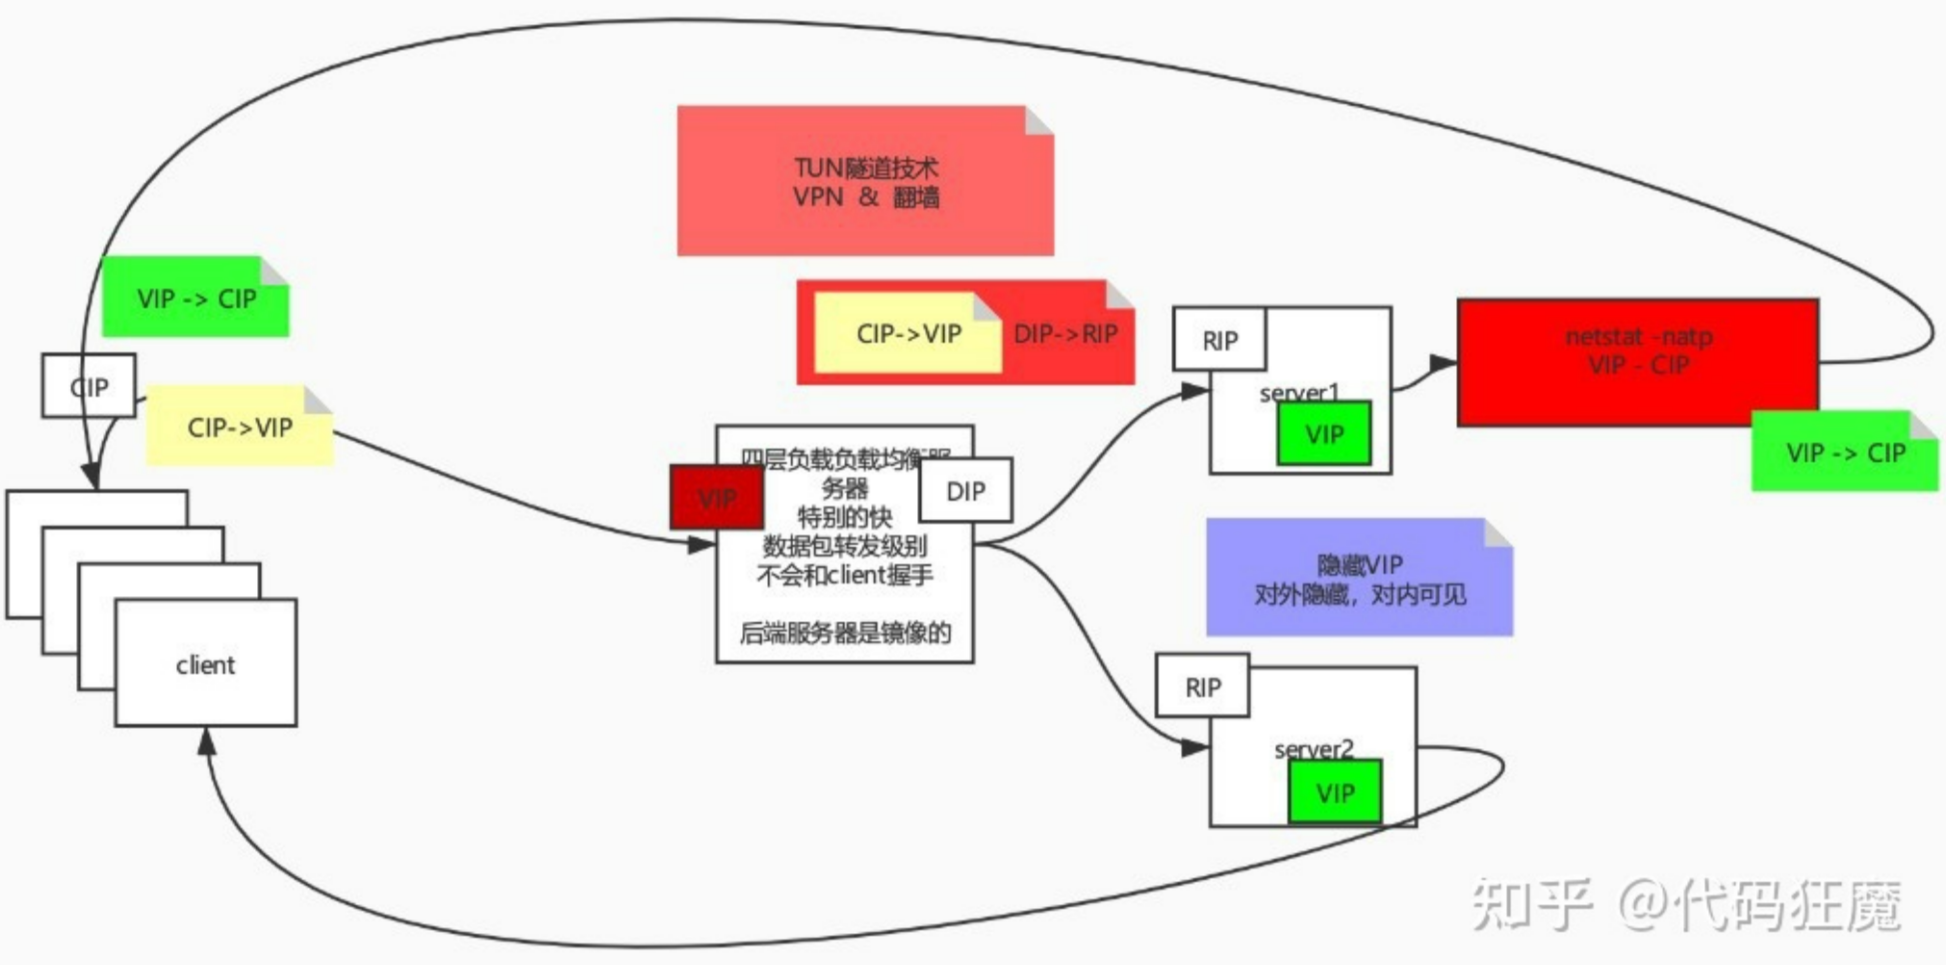 TUN隧道技术
VPN & 翻墙
VIP -> CIP
CIP
CIP->VIP
client
CIP->VIP
DIP->RIP
四层负载负载均衡服
务器
特别的快
数据包转发级别
不会和client握手
后端服务器是镜像的
VIP
DIP
RIP
server1
VIP
netstat -natp
VIP - CIP
VIP -> CIP
隐藏VIP
对外隐藏，对内可见
RIP
server2
VIP
知乎 @代码狂魔